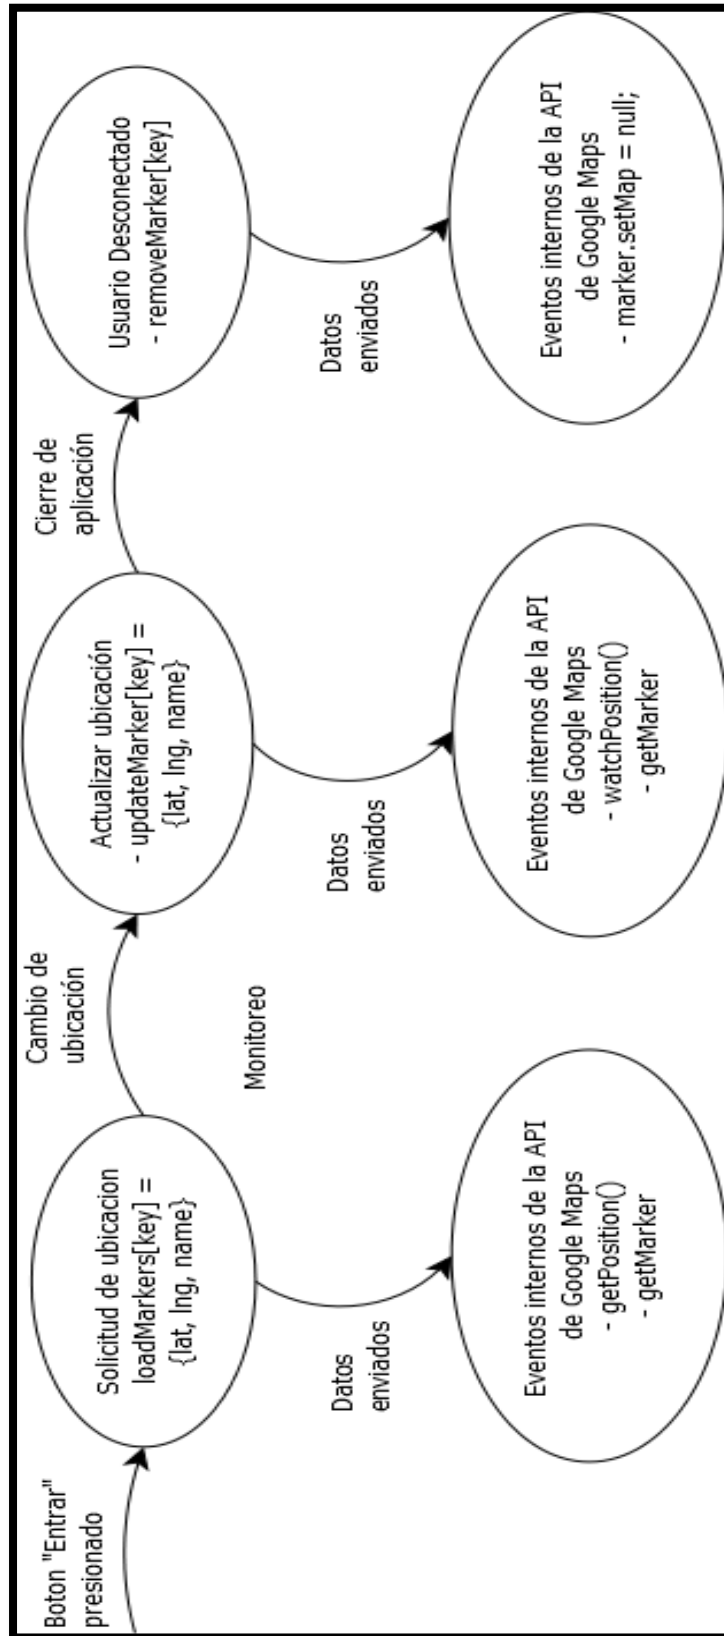 Boton "Entrar"
presionado
Solicitud de ubicacion
loadMarkers[key] =
{lat, lng, name}
Cambio de
ubicación
Actualizar ubicación
- updateMarker[key] =
{lat, lng, name}
Cierre de
aplicación
Usuario Desconectado
- removeMarker[key]
Datos
enviados
Monitoreo
Datos
enviados
Datos
enviados
Eventos internos de la API
de Google Maps
- getPosition()
- getMarker
Eventos internos de la API
de Google Maps
- watchPosition()
- getMarker
Eventos internos de la API
de Google Maps
- marker.setMap = null;